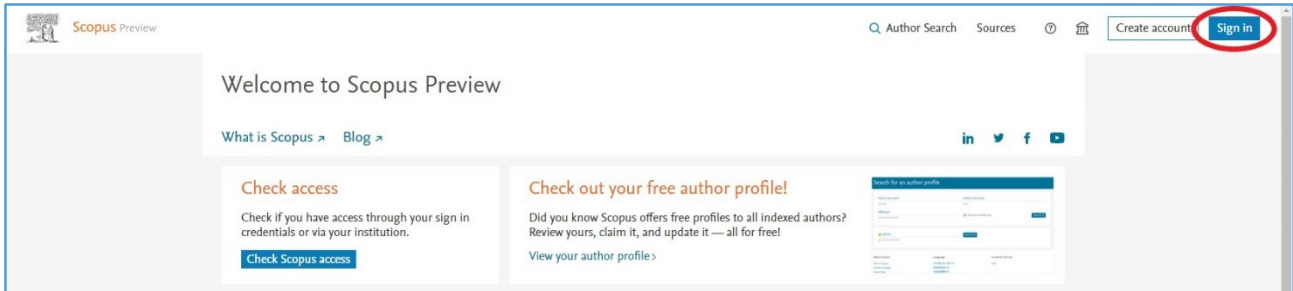 Scopus Preview
Author Search Sources Create account Sign in
Welcome to Scopus Preview
What is Scopus Blog
Check access
Check if you have access through your sign in
credentials or via your institution.
Check Scopus access
Check out your free author profile!
Did you know Scopus offers free profiles to all indexed authors?
Review yours, claim it, and update it — all for free!
View your author profile
Search for an author profile